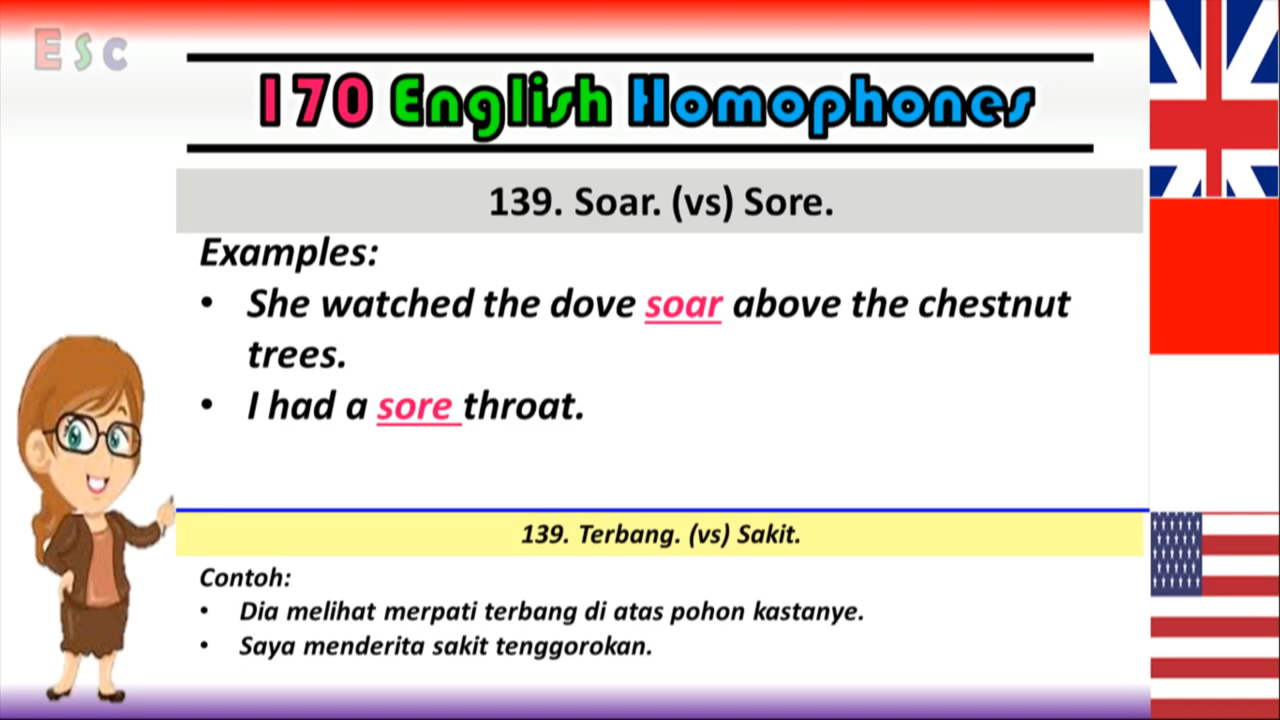 ESC
170 English Homophones
139. Soar. (vs) Sore.
Examples:
• She watched the dove soar above the chestnut
trees.
• I had a sore throat.
139. Terbang. (vs) Sakit.
Contoh:
• Dia melihat merpati terbang di atas pohon kastanye.
• Saya menderita sakit tenggorokan.